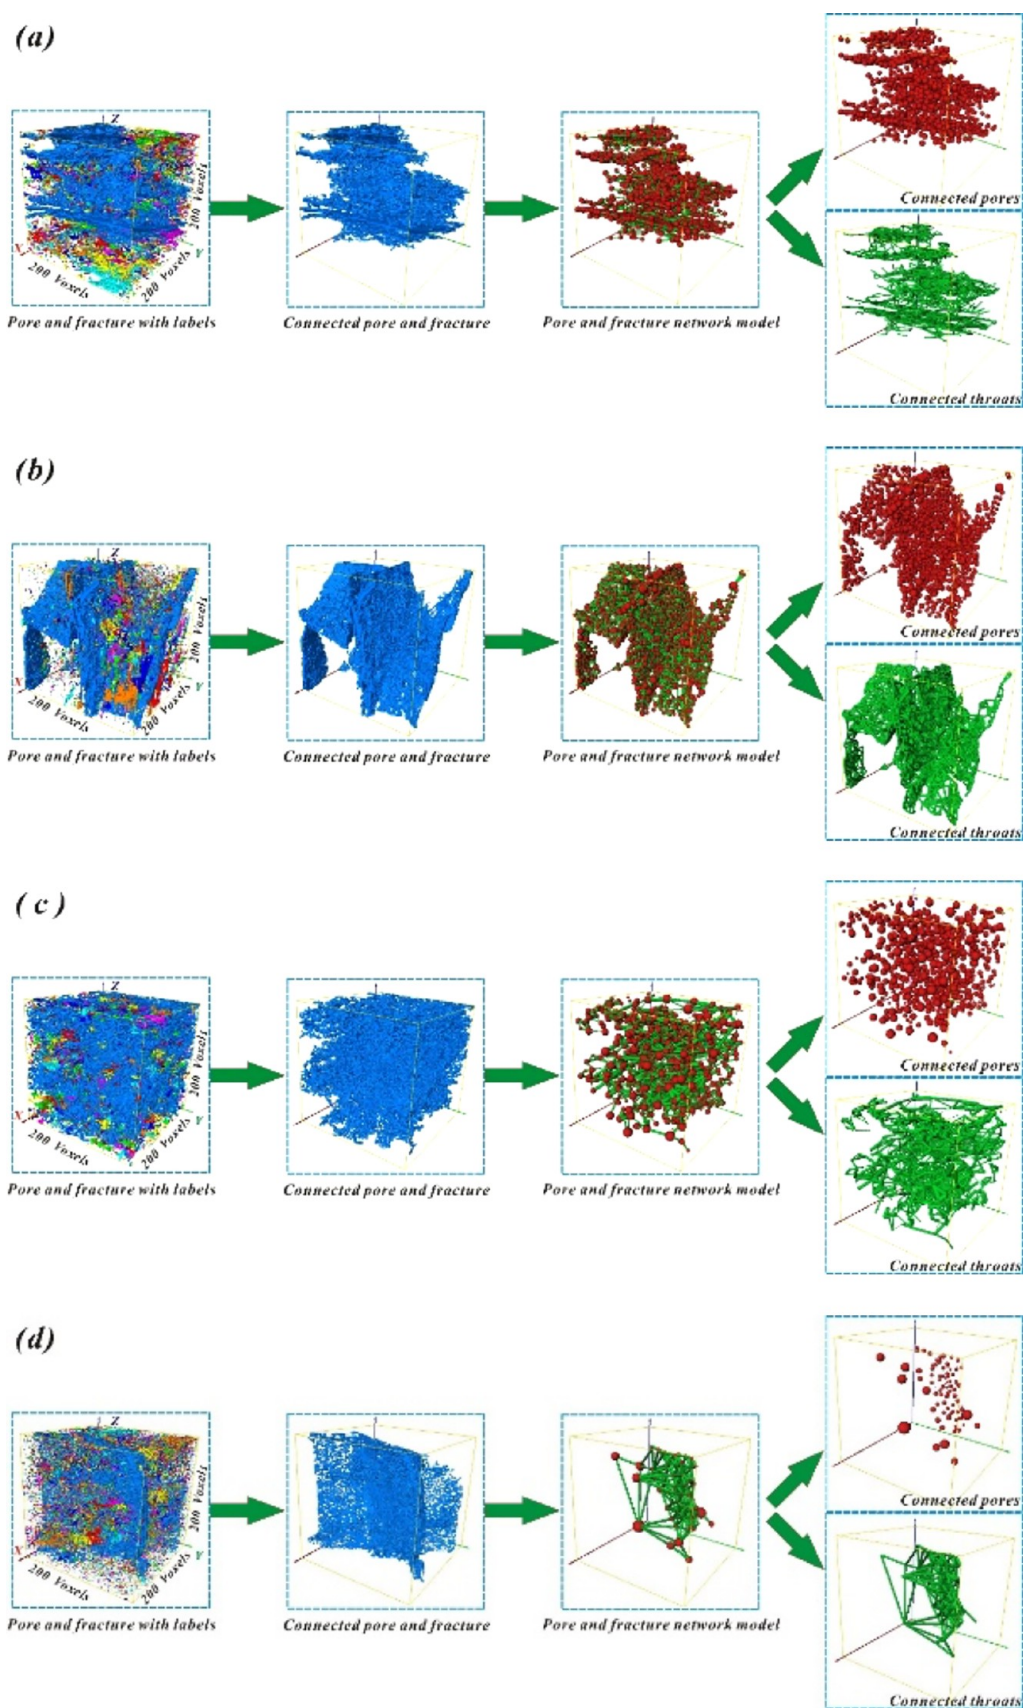 (a)
Z
200 Voxels
X
Y
200 Voxels
200 Voxels
Pore and fracture with labels
Connected pore and fracture
Pore and fracture network model
Connected pores
Connected throats
(b)
Z
200 Voxels
X
Y
200 Voxels
200 Voxels
Pore and fracture with labels
Connected pore and fracture
Pore and fracture network model
Connected pores
Connected throats
( c )
Z
200 Voxels
X
Y
200 Voxels
200 Voxels
Pore and fracture with labels
Connected pore and fracture
Pore and fracture network model
Connected pores
Connected throats
(d)
Z
200 Voxels
X
Y
200 Voxels
200 Voxels
Pore and fracture with labels
Connected pore and fracture
Pore and fracture network model
Connected pores
Connected throats